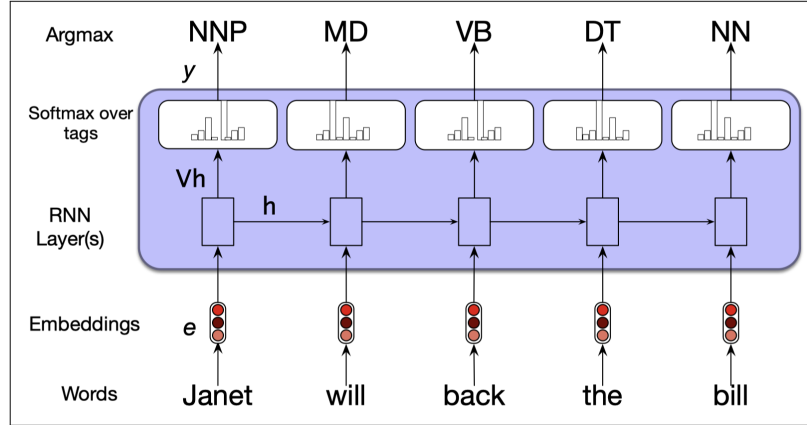 Argmax NNP MD VB DT NN
y
Softmax over
tags
Vh
h
RNN
Layer(s)
Embeddings e
Words Janet will back the bill